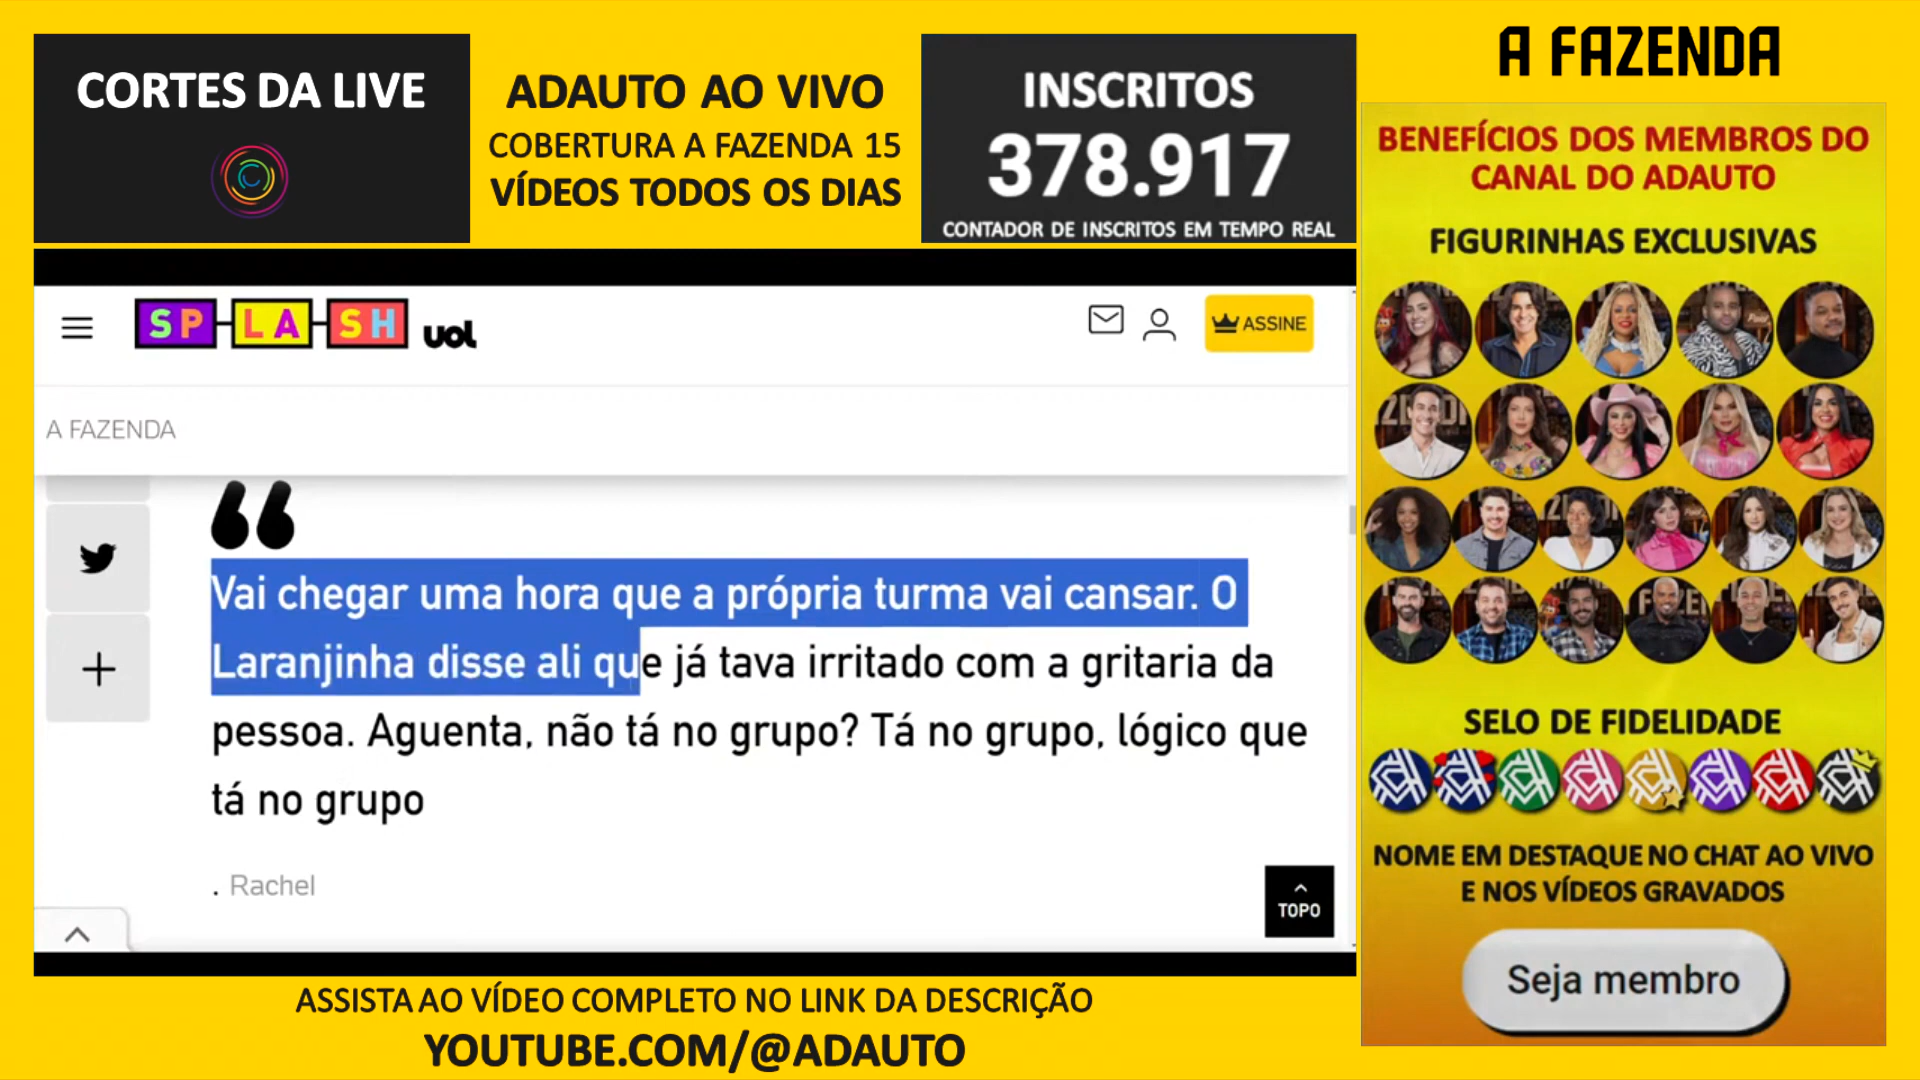 CORTES DA LIVE
ADAUTO AO VIVO
COBERTURA A FAZENDA 15
VÍDEOS TODOS OS DIAS
INSCRITOS
378.917
CONTADOR DE INSCRITOS EM TEMPO REAL
A FAZENDA
BENEFÍCIOS DOS MEMBROS DO
CANAL DO ADAUTO
FIGURINHAS EXCLUSIVAS
SELO DE FIDELIDADE
NOME EM DESTAQUE NO CHAT AO VIVO
E NOS VÍDEOS GRAVADOS
Seja membro
SPLASH uol
ASSINE
A FAZENDA
“
Vai chegar uma hora que a própria turma vai cansar. O
Laranjinha disse ali que já tava irritado com a gritaria da
pessoa. Aguenta, não tá no grupo? Tá no grupo, lógico que
tá no grupo
. Rachel
TOPO
ASSISTA AO VÍDEO COMPLETO NO LINK DA DESCRIÇÃO
YOUTUBE.COM/@ADAUTO